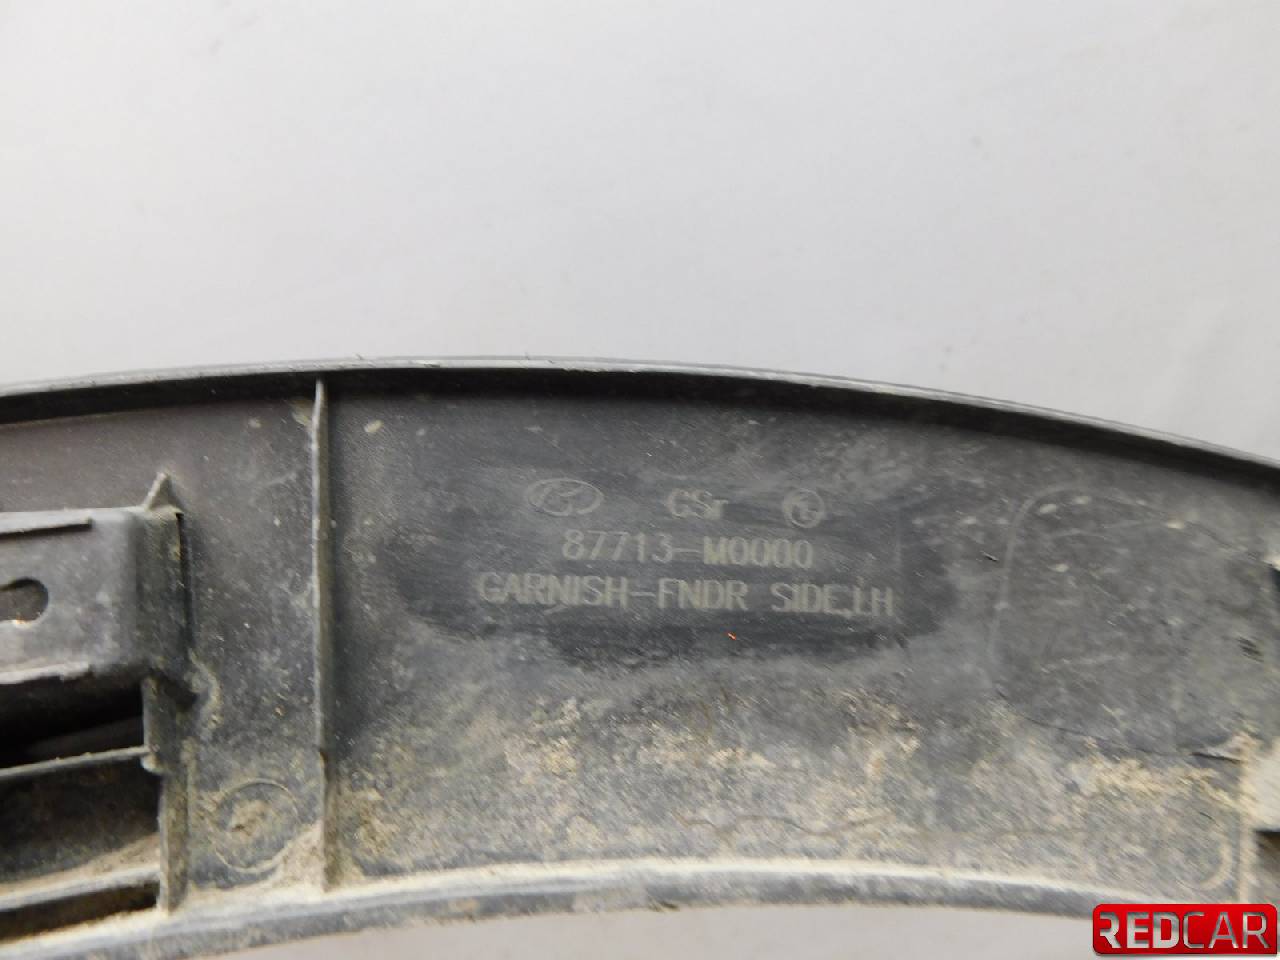 GSr
87713-M0000
GARNISH-FNDR SIDE,LH
REDCAR